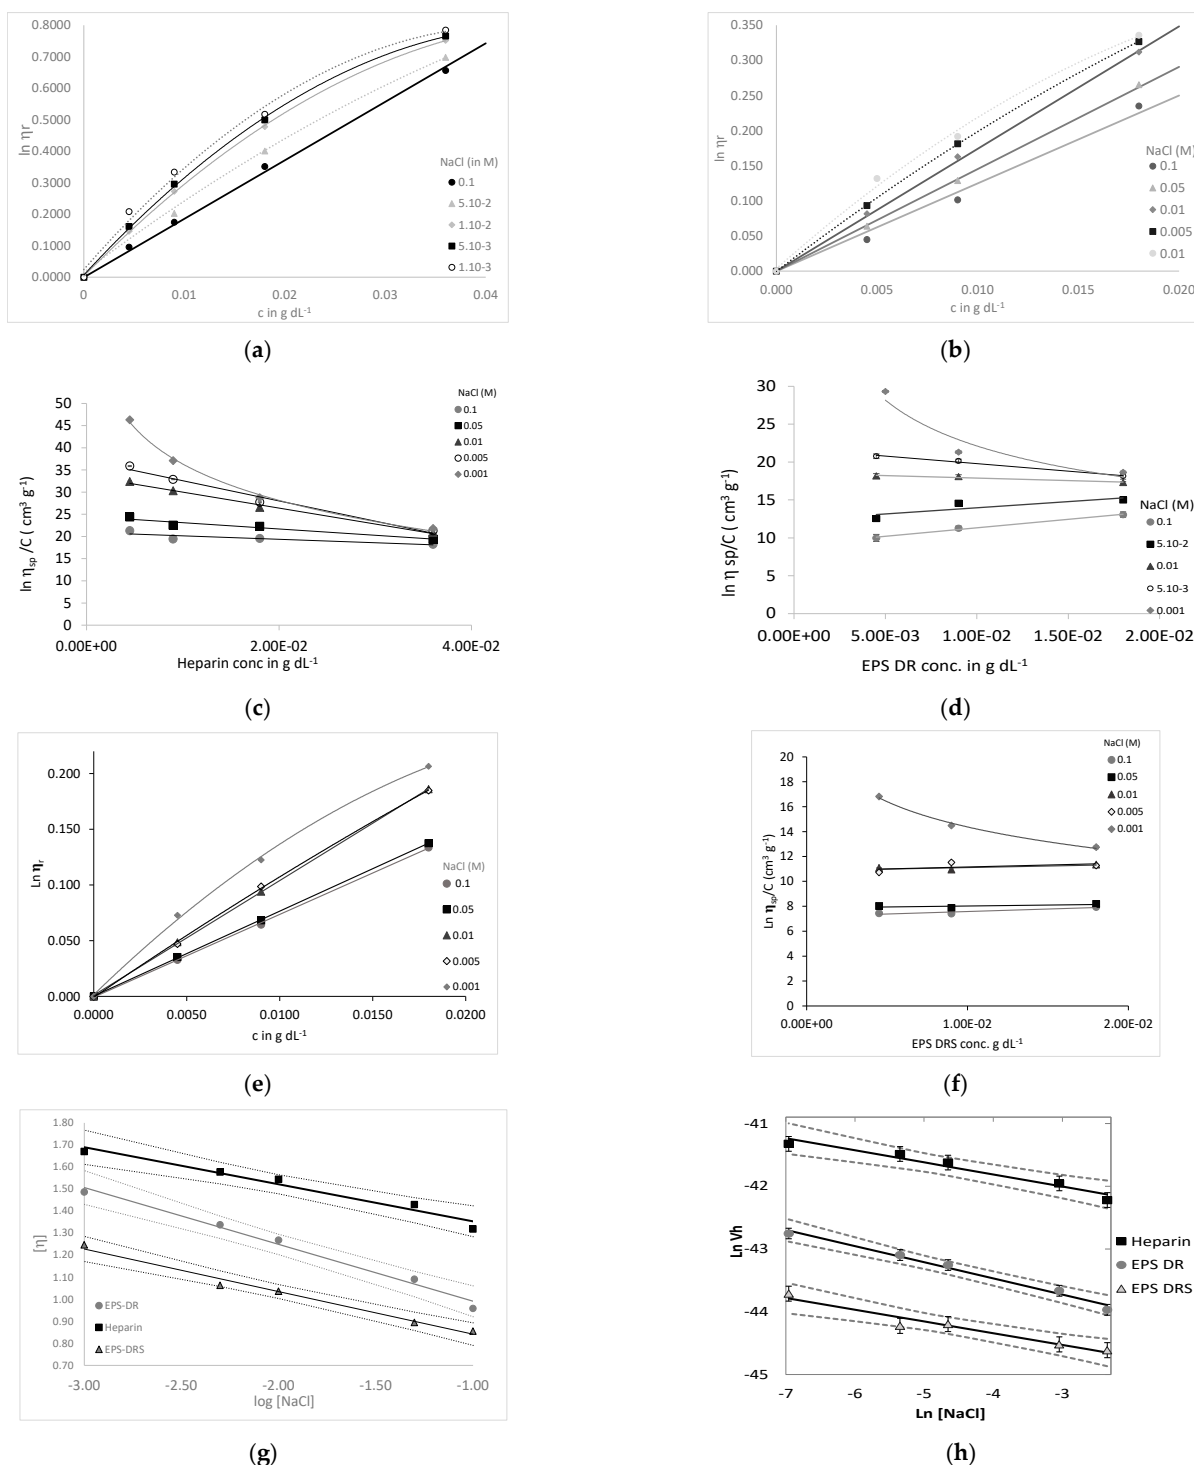 0.8000
0.7000
0.6000
0.5000
0.4000
0.3000
0.2000
0.1000
0.0000
ln ηr
0
0.01
0.02
0.03
0.04
c in g dL-1
NaCl (in M)
0.1
5.10-2
1.10-2
5.10-3
1.10-3
(a)
0.350
0.300
0.250
0.200
0.150
0.100
0.050
0.000
ln ηr
0.000
0.005
0.010
0.015
0.020
c in g dL-1
NaCl (M)
0.1
0.05
0.01
0.005
0.01
(b)
50
45
40
35
30
25
20
15
10
5
0
ln ηsp /C ( cm3 g-1)
0.00E+00
2.00E-02
4.00E-02
Heparin conc in g dL-1
NaCl (M)
0.1
0.05
0.01
0.005
0.001
(c)
30
25
20
15
10
5
0
ln η sp/C ( cm3 g-1)
0.00E+00
5.00E-03
1.00E-02
1.50E-02
2.00E-02
EPS DR conc. in g dL-1
NaCl (M)
0.1
5.10-2
0.01
5.10-3
0.001
(d)
0.200
0.150
0.100
0.050
0.000
Ln ηr
0.0000
0.0050
0.0100
0.0150
0.0200
c in g dL-1
NaCl (M)
0.1
0.05
0.01
0.005
0.001
(e)
20
18
16
14
12
10
8
6
4
2
0
Ln ηsp/C (cm3 g-1)
0.00E+00
1.00E-02
2.00E-02
EPS DRS conc. g dL-1
NaCl (M)
0.1
0.05
0.01
0.005
0.001
(f)
1.80
1.70
1.60
1.50
1.40
1.30
1.20
1.10
1.00
0.90
0.80
0.70
[η]
-3.00
-2.50
-2.00
-1.50
-1.00
log [NaCl]
EPS-DR
Heparin
EPS-DRS
(g)
-41
-42
-43
-44
-45
Ln Vh
-7
-6
-5
-4
-3
Ln [NaCl]
Heparin
EPS DR
EPS DRS
(h)